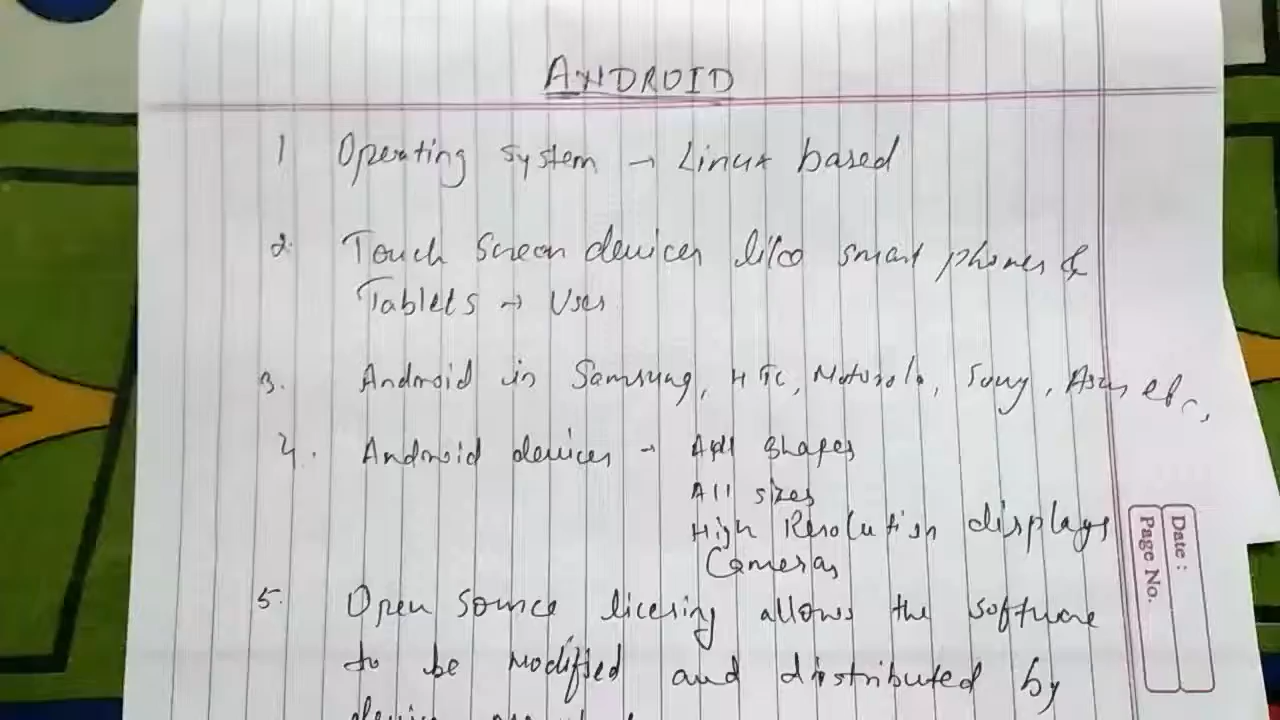 ANDROID
1 Operating system → Linux based
2. Touch Screen devices like smart phones &
Tablets → Uses
3. Android in Samsung, HTC, Motorola, Sony, Asus etc,
4. Android devices → All shapes
All sizes
High Resolution displays
Cameras
5. Open source licesing allows the software
to be modified and distributed by
Date :
Page No.